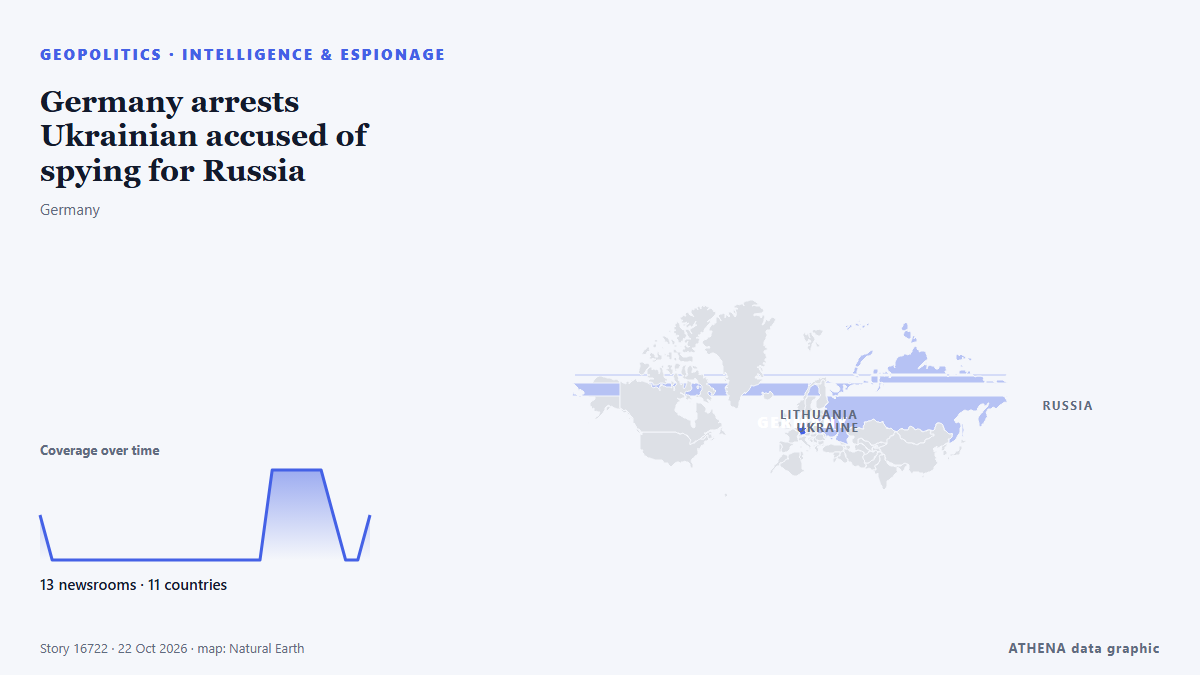 GEOPOLITICS · INTELLIGENCE & ESPIONAGE
Germany arrests
Ukrainian accused of
spying for Russia
Germany
LITHUANIA
UKRAINE
RUSSIA
Coverage over time
13 newsrooms · 11 countries
Story 16722 · 22 Oct 2026 · map: Natural Earth
ATHENA data graphic